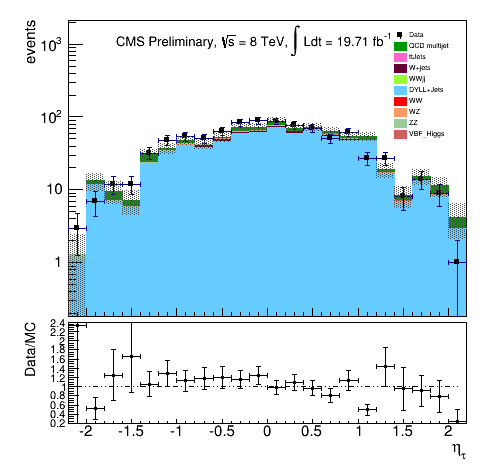 CMS Preliminary, √s = 8 TeV, ∫ Ldt = 19.71 fb⁻¹
events
10³
10²
10
1
Data
QCD multijet
ttJets
W+jets
WWjj
DYLL+Jets
WW
WZ
ZZ
VBF_Higgs
Data/MC
2.4
2.2
2
1.8
1.6
1.4
1.2
1
0.8
0.6
0.4
0.2
-2 -1.5 -1 -0.5 0 0.5 1 1.5 2
η_τ